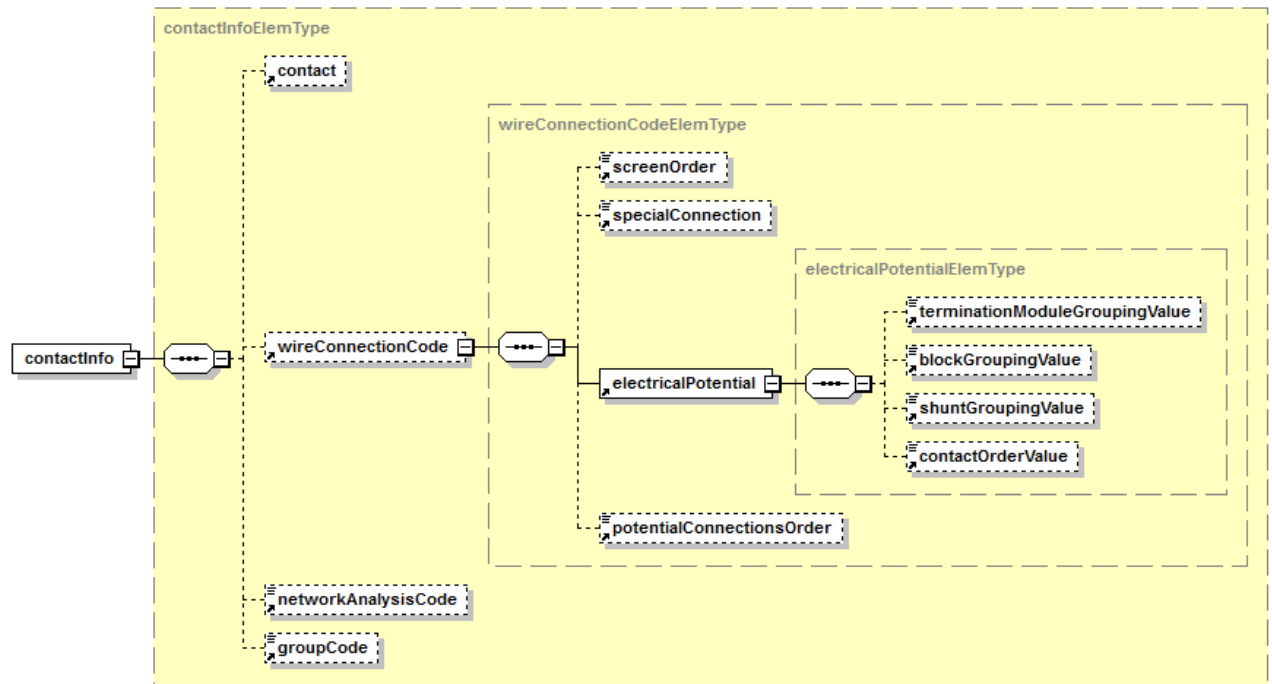 contactInfoElemType
contact
wireConnectionCodeElemType
screenOrder
specialConnection
electricalPotentialElemType
terminationModuleGroupingValue
contactInfo
wireConnectionCode
blockGroupingValue
electricalPotential
shuntGroupingValue
contactOrderValue
potentialConnectionsOrder
networkAnalysisCode
groupCode